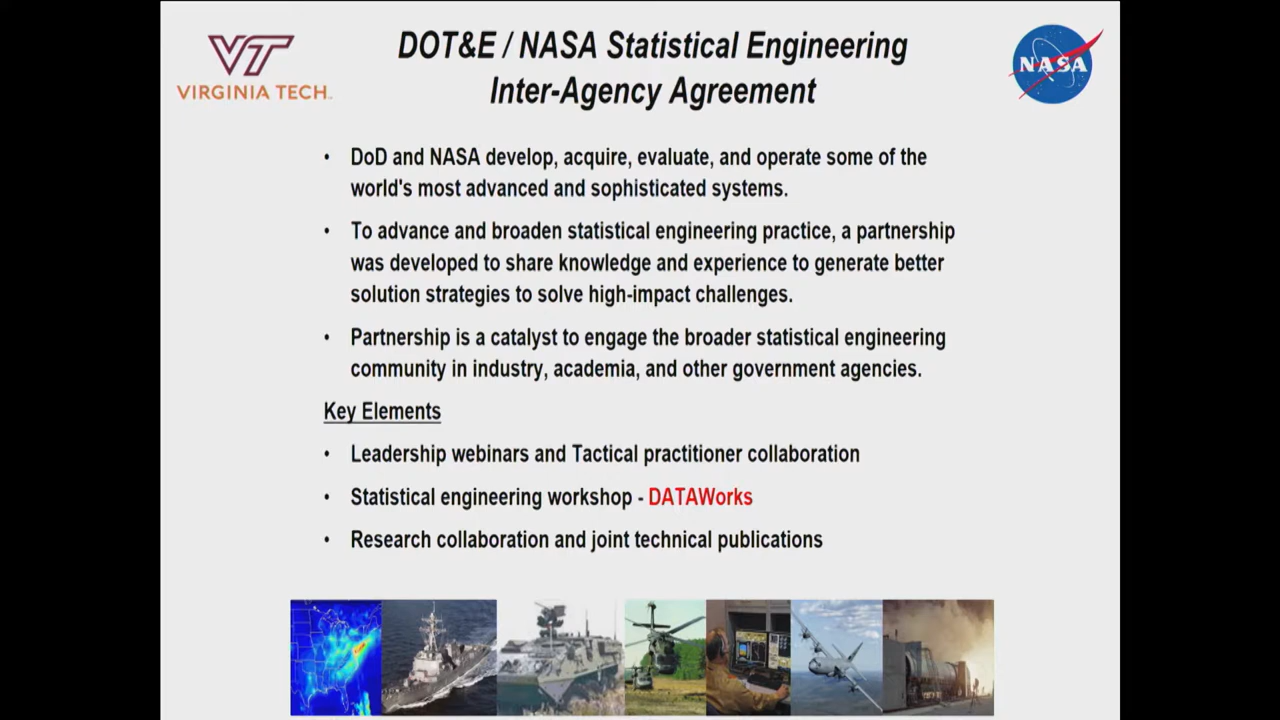 VT
VIRGINIA TECH™
DOT&E / NASA Statistical Engineering
Inter-Agency Agreement
NASA
• DoD and NASA develop, acquire, evaluate, and operate some of the
world's most advanced and sophisticated systems.
• To advance and broaden statistical engineering practice, a partnership
was developed to share knowledge and experience to generate better
solution strategies to solve high-impact challenges.
• Partnership is a catalyst to engage the broader statistical engineering
community in industry, academia, and other government agencies.
Key Elements
• Leadership webinars and Tactical practitioner collaboration
• Statistical engineering workshop - DATAWorks
• Research collaboration and joint technical publications